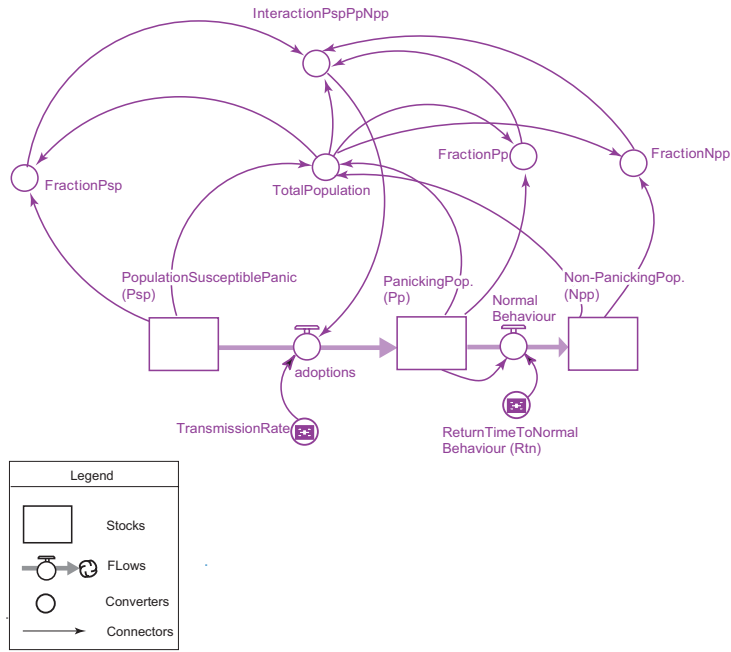 InteractionPspPpNpp
FractionPp
FractionNpp
FractionPsp
TotalPopulation
PopulationSusceptiblePanic
(Psp)
PanickingPop.
(Pp)
Normal
Behaviour
Non-PanickingPop.
(Npp)
adoptions
TransmissionRate
ReturnTimeToNormal
Behaviour (Rtn)
Legend
Stocks
FLows
Converters
Connectors